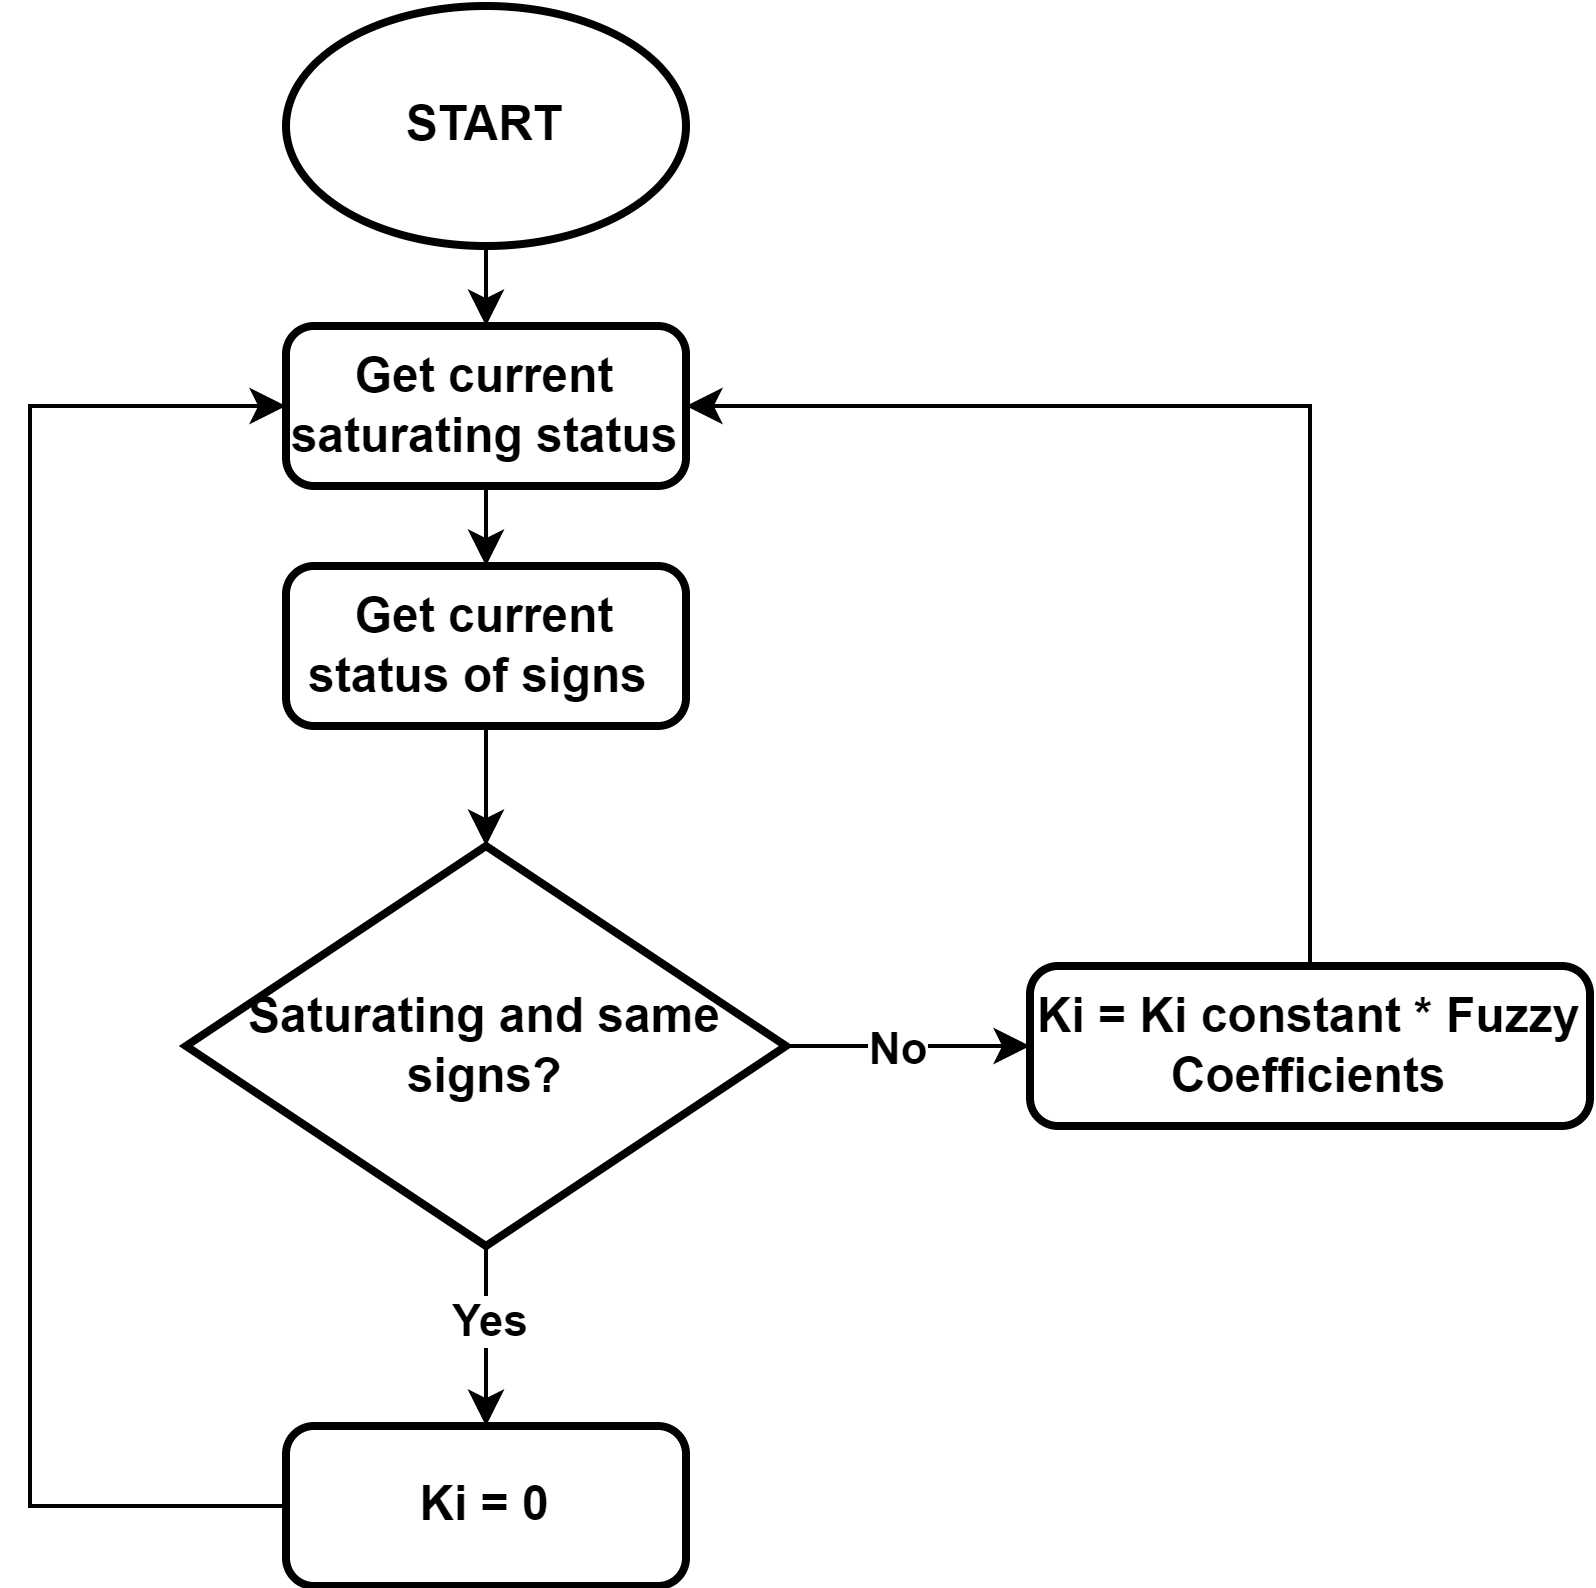 START
Get current
saturating status
Get current
status of signs
Saturating and same
signs?
No
Ki = Ki constant * Fuzzy
Coefficients
Yes
Ki = 0